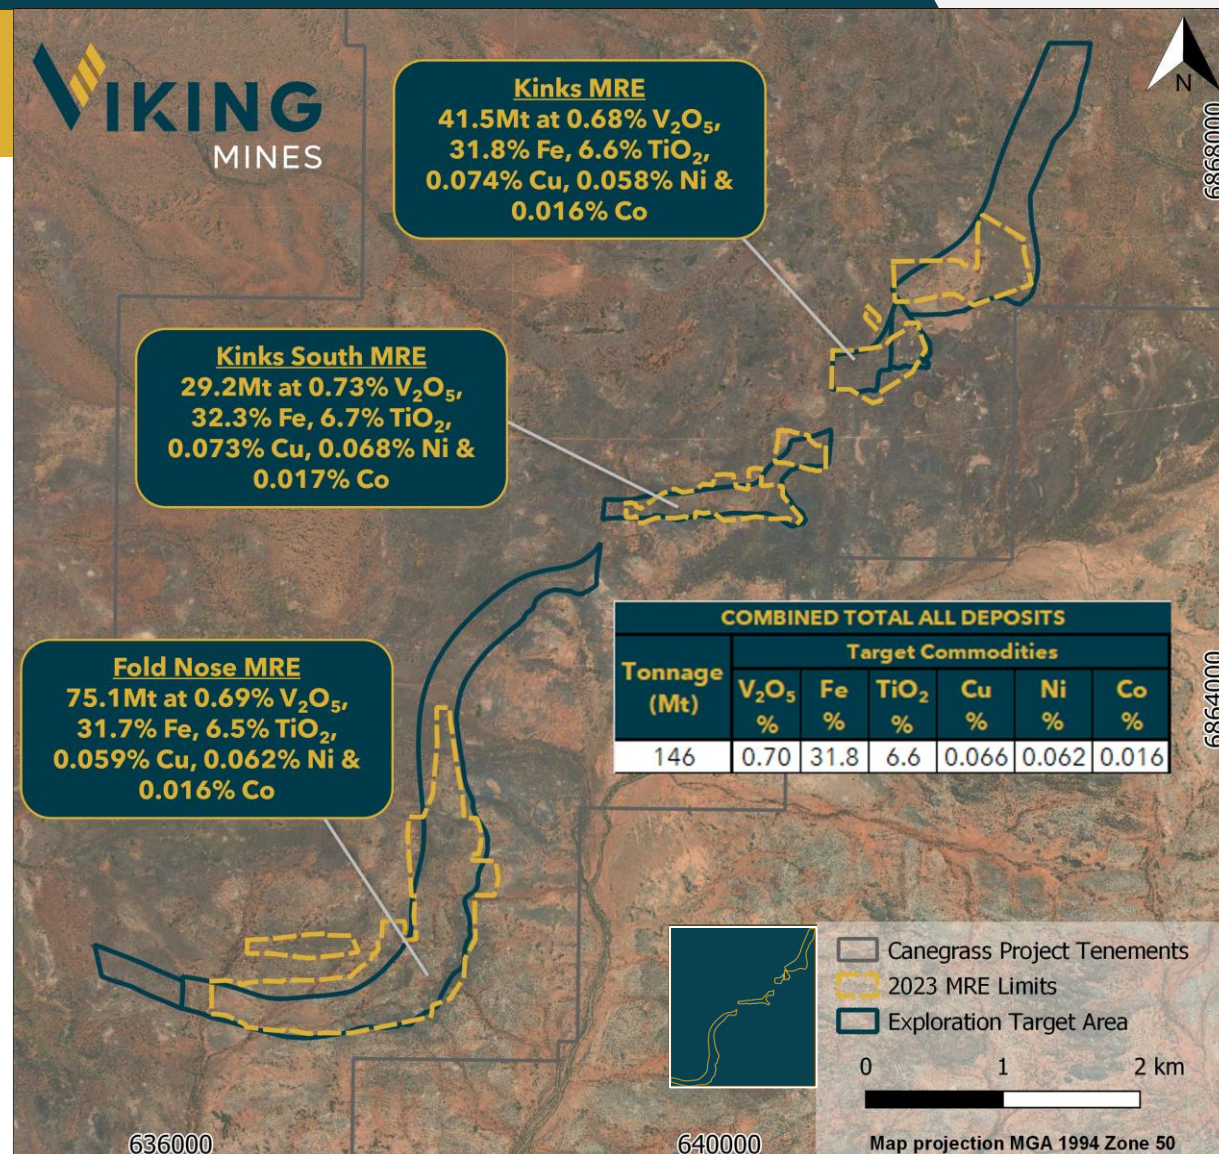 VIKING
MINES
N
6868000
Kinks MRE
41.5Mt at 0.68% V₂O₅,
31.8% Fe, 6.6% TiO₂,
0.074% Cu, 0.058% Ni &
0.016% Co
Kinks South MRE
29.2Mt at 0.73% V₂O₅,
32.3% Fe, 6.7% TiO₂,
0.073% Cu, 0.068% Ni &
0.017% Co
Fold Nose MRE
75.1Mt at 0.69% V₂O₅,
31.7% Fe, 6.5% TiO₂,
0.059% Cu, 0.062% Ni &
0.016% Co
COMBINED TOTAL ALL DEPOSITS
Tonnage (Mt)
Target Commodities
V₂O₅ % Fe % TiO₂ % Cu % Ni % Co %
146 0.70 31.8 6.6 0.066 0.062 0.016
6864000
Canegrass Project Tenements
2023 MRE Limits
Exploration Target Area
0 1 2 km
Map projection MGA 1994 Zone 50
636000 640000